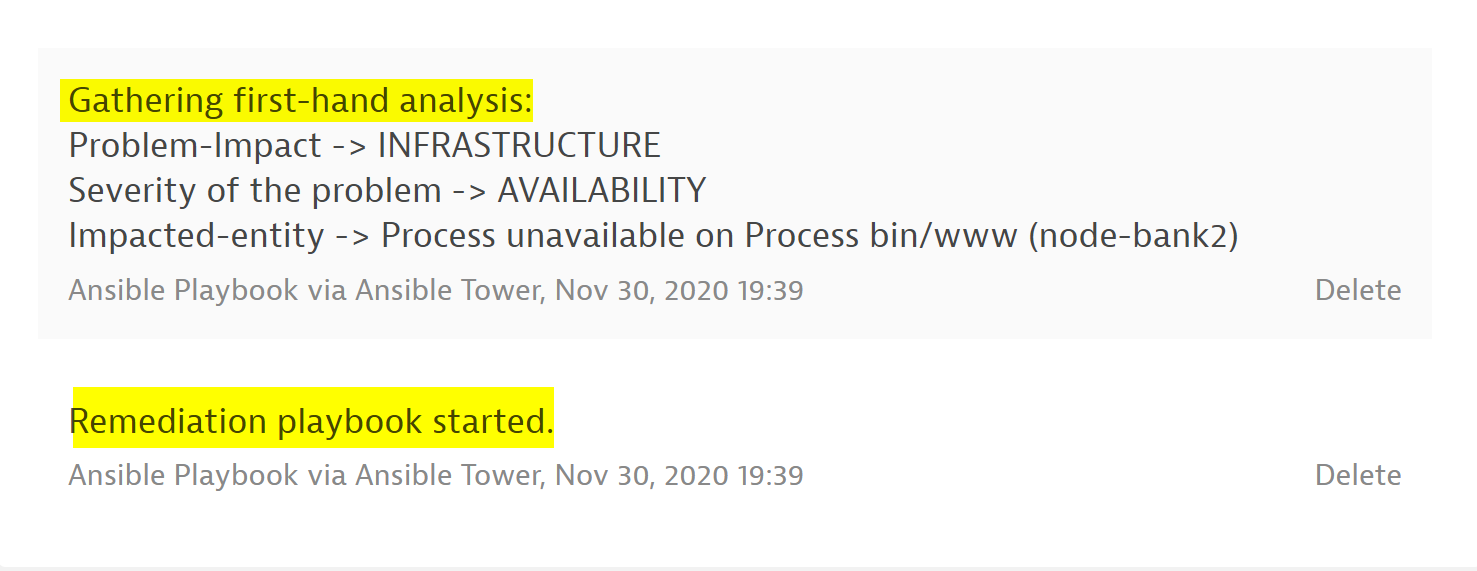 Gathering first-hand analysis:
Problem-Impact -> INFRASTRUCTURE
Severity of the problem -> AVAILABILITY
Impacted-entity -> Process unavailable on Process bin/www (node-bank2)
Ansible Playbook via Ansible Tower, Nov 30, 2020 19:39 Delete
Remediation playbook started.
Ansible Playbook via Ansible Tower, Nov 30, 2020 19:39 Delete